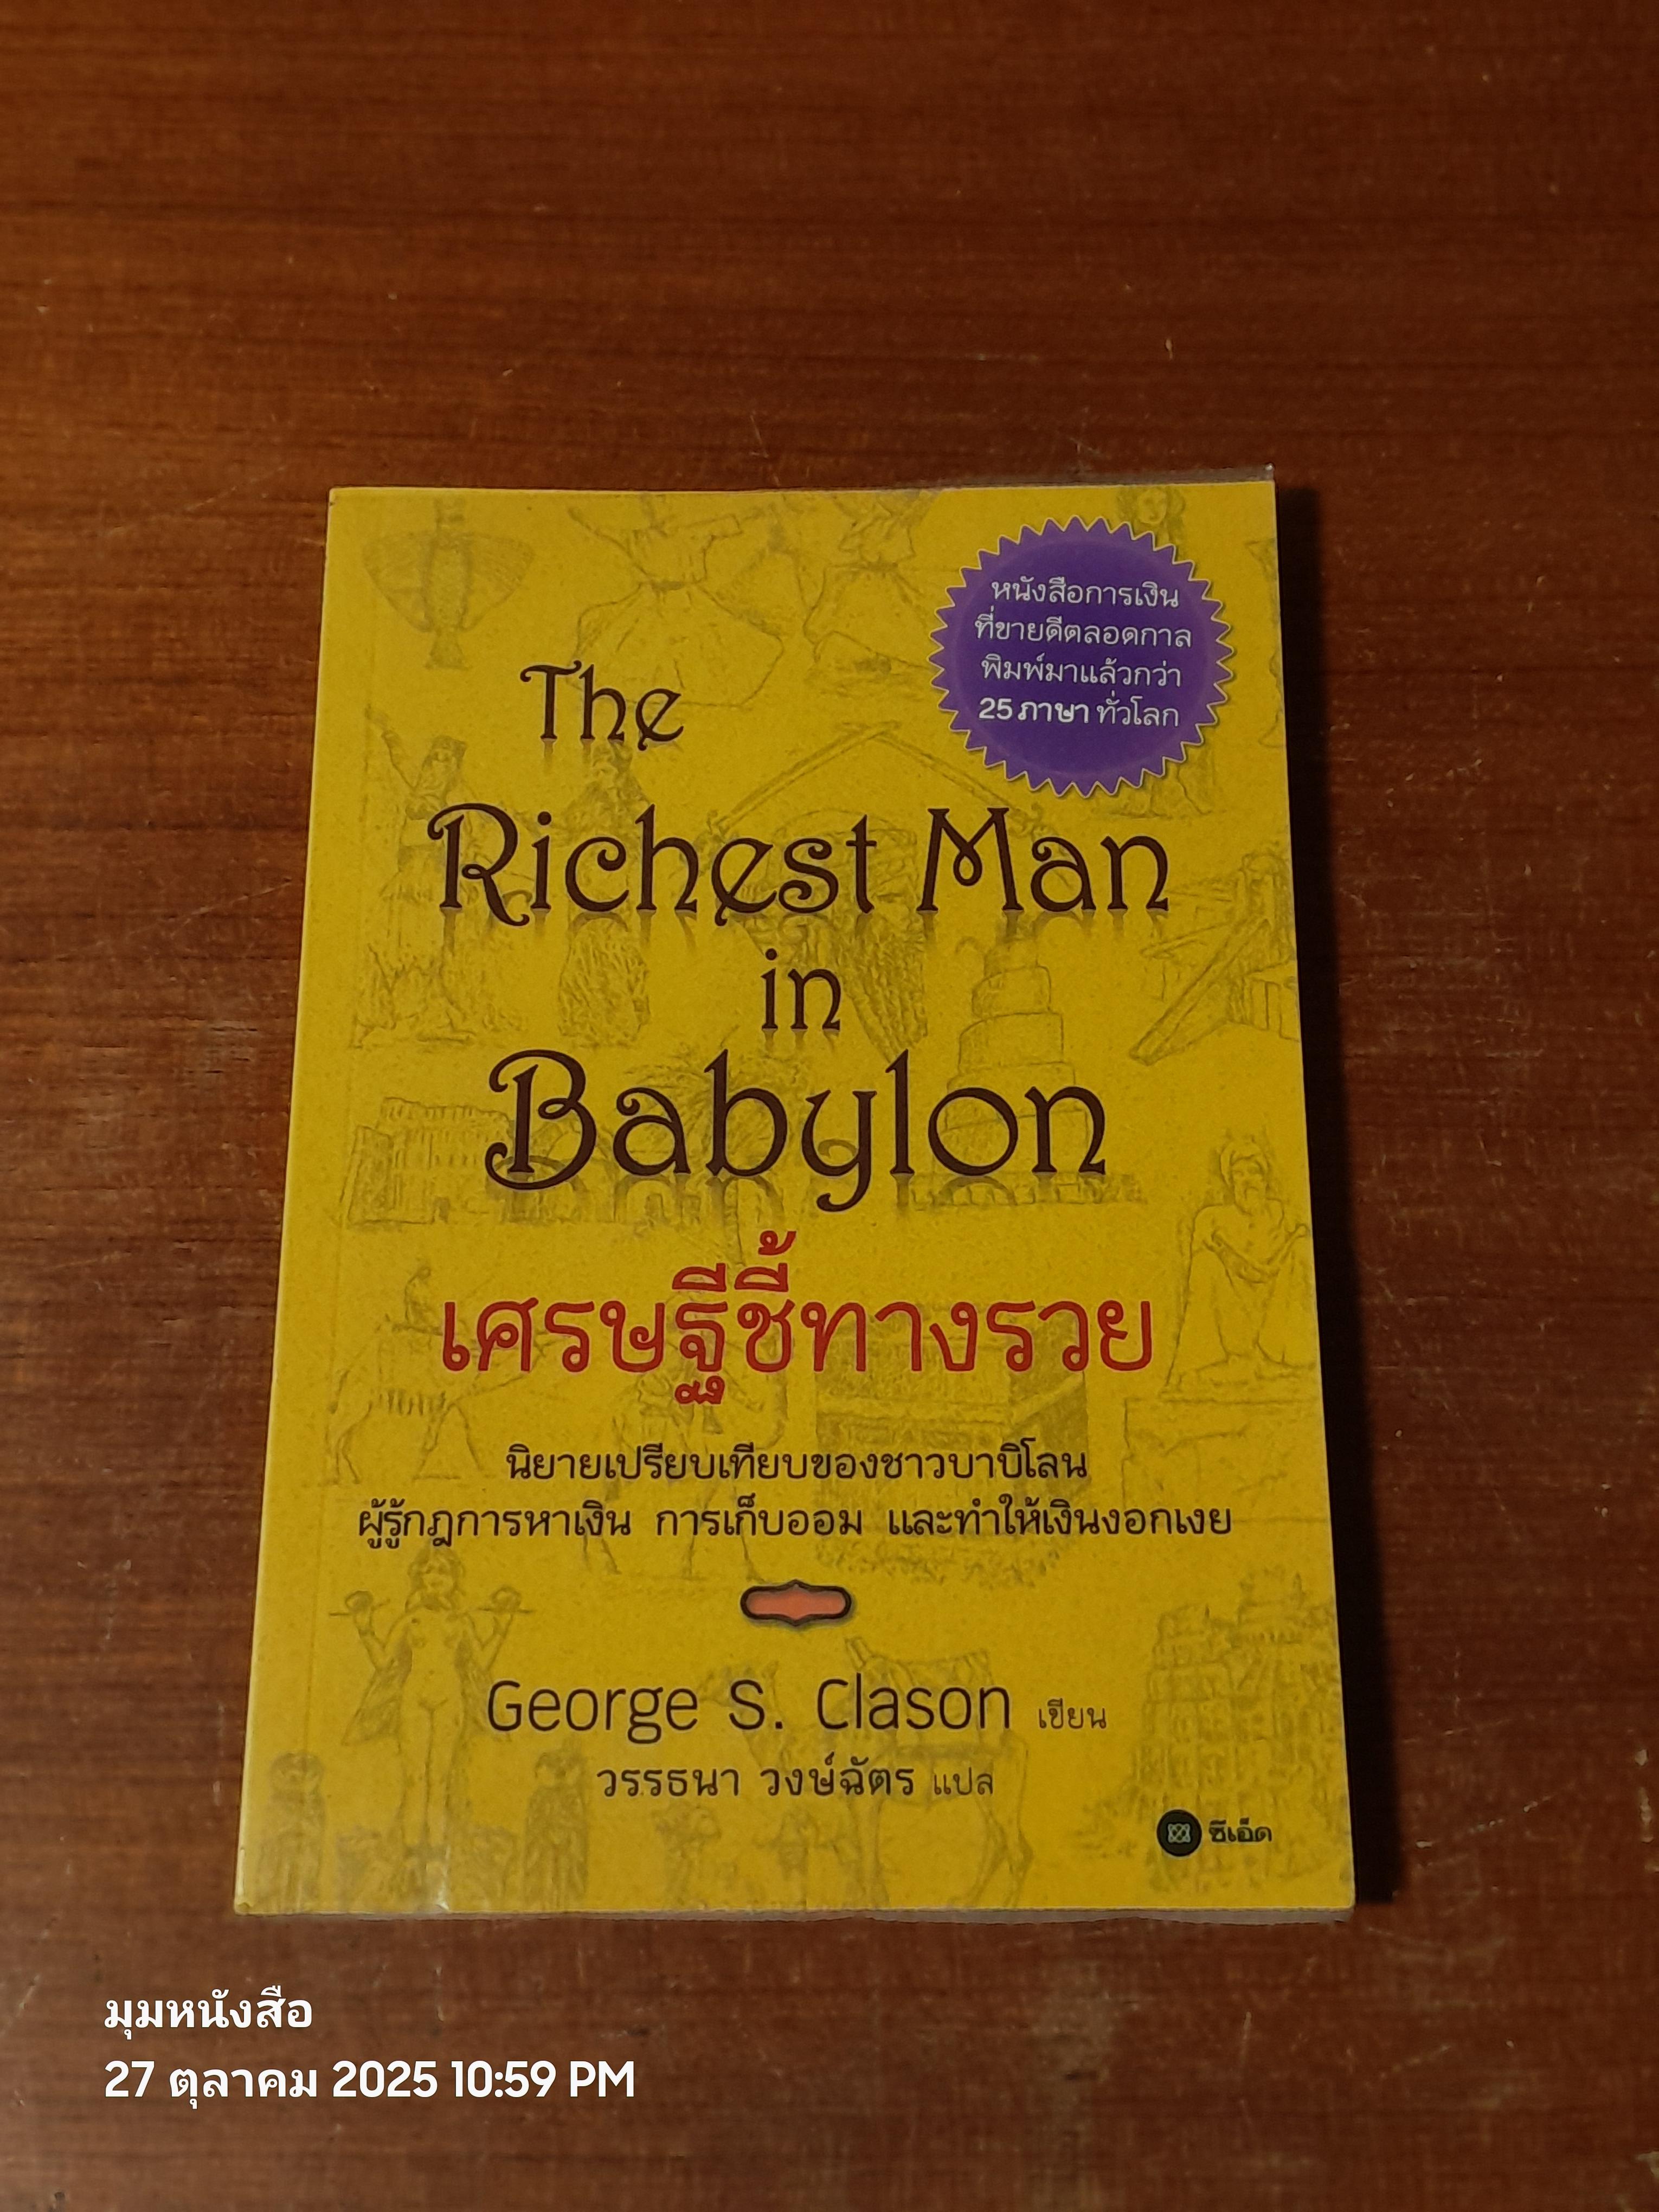 หนังสือการเงิน
ที่ขายดีตลอดกาล
พิมพ์มาแล้วกว่า
25 ภาษา ทั่วโลก
The
Richest Man
in
Babylon
เศรษฐีชี้ทางรวย
นิยายเปรียบเทียบของชาวบาบิโลน
ผู้รู้กฎการหาเงิน การเก็บออม และทำให้เงินงอกเงย
George S. Clason เขียน
วรรธนา วงษ์ฉัตร แปล
ซีเอ็ด
มุมหนังสือ
27 ตุลาคม 2025 10:59 PM